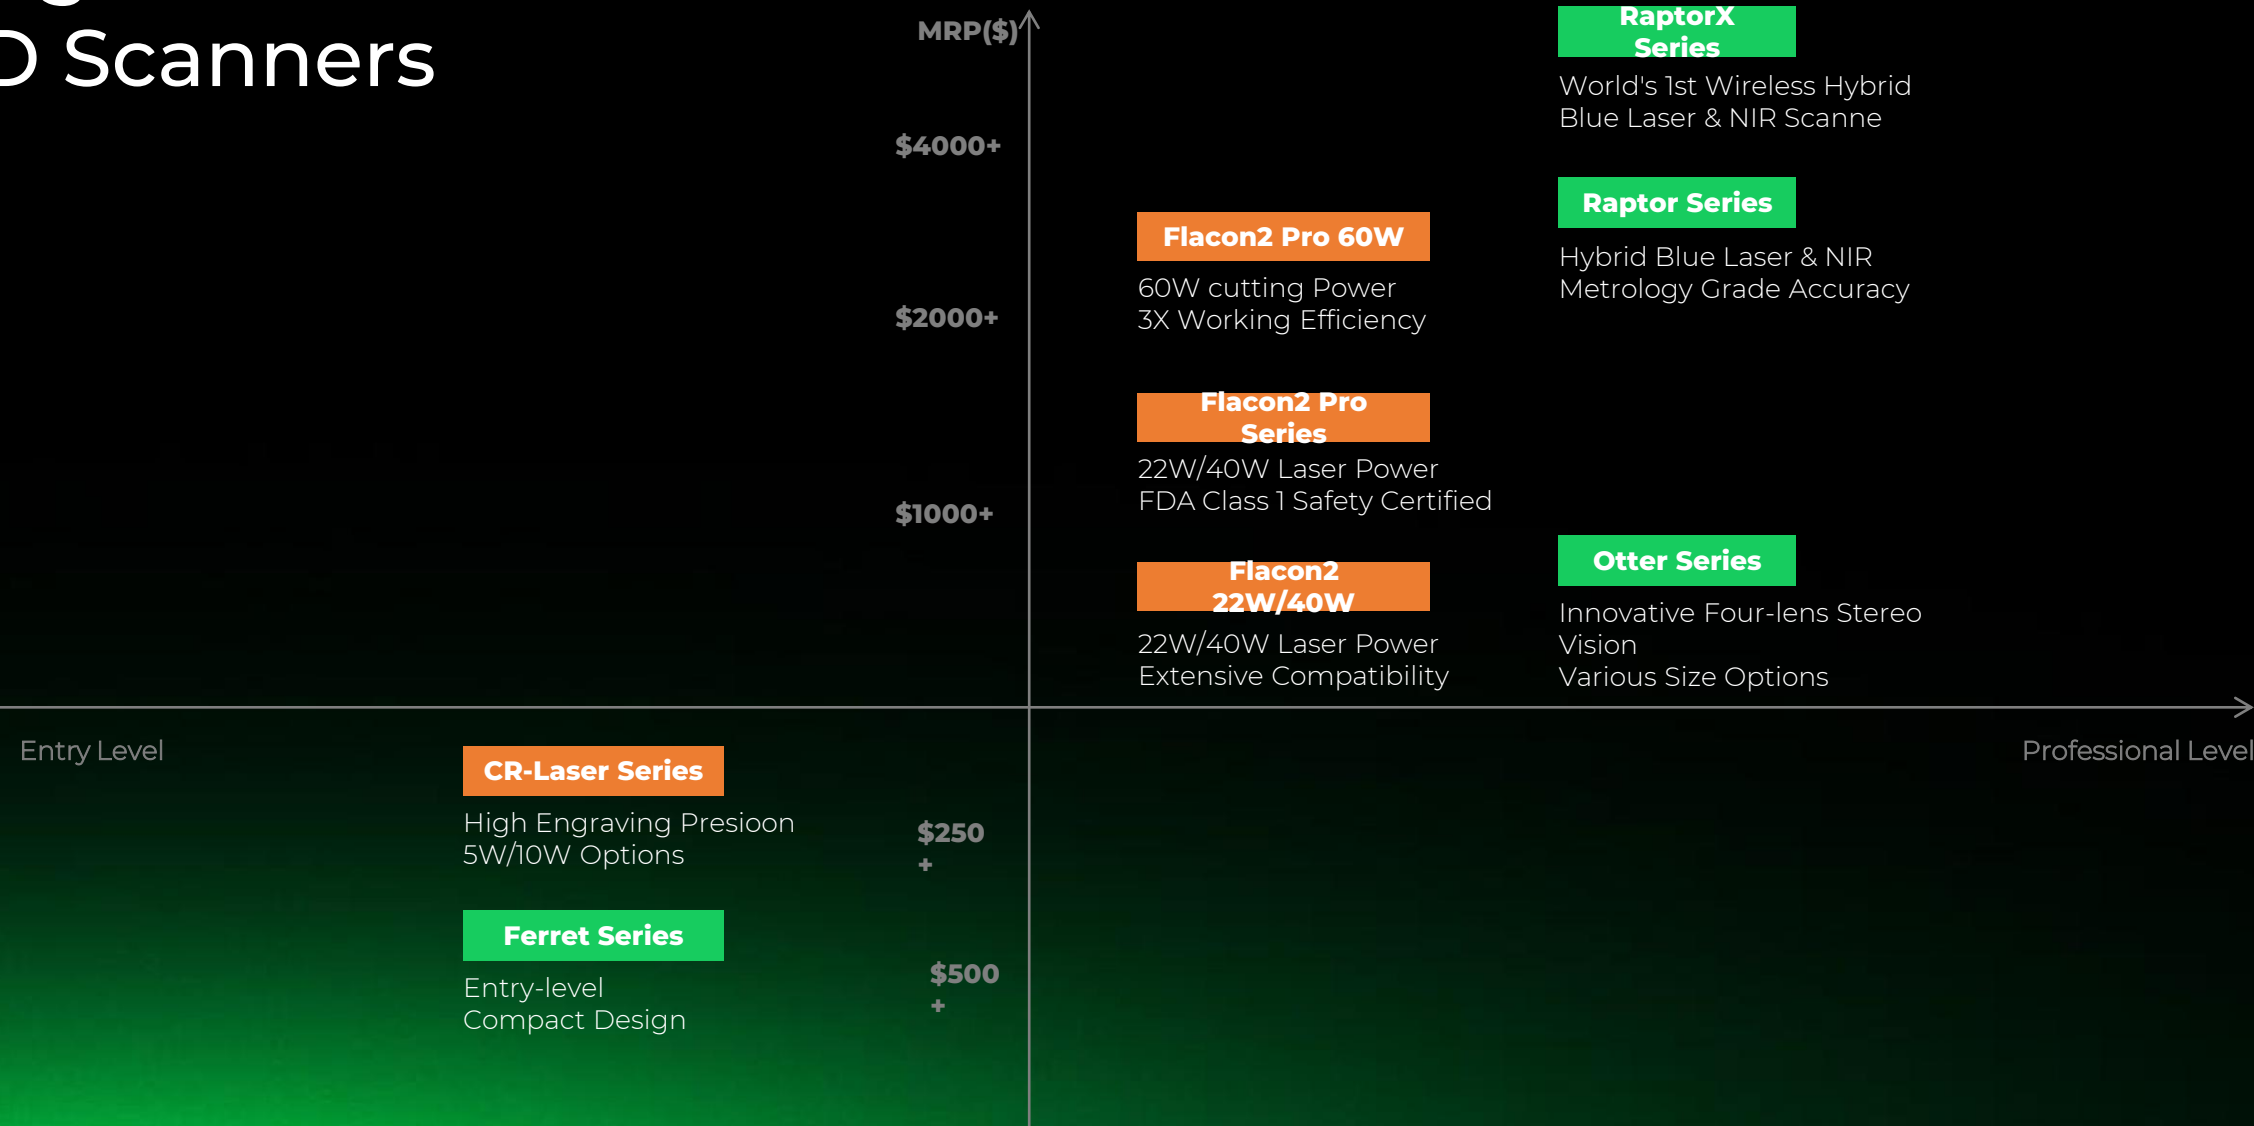 D Scanners
MRP($)
$4000+
$2000+
$1000+
RaptorX
Series
World's 1st Wireless Hybrid
Blue Laser & NIR Scanne
Raptor Series
Hybrid Blue Laser & NIR
Metrology Grade Accuracy
Flacon2 Pro 60W
60W cutting Power
3X Working Efficiency
Flacon2 Pro
Series
22W/40W Laser Power
FDA Class 1 Safety Certified
Flacon2
22W/40W
22W/40W Laser Power
Extensive Compatibility
Otter Series
Innovative Four-lens Stereo
Vision
Various Size Options
Entry Level
Professional Level
CR-Laser Series
High Engraving Presioon
5W/10W Options
$250
+
Ferret Series
Entry-level
Compact Design
$500
+